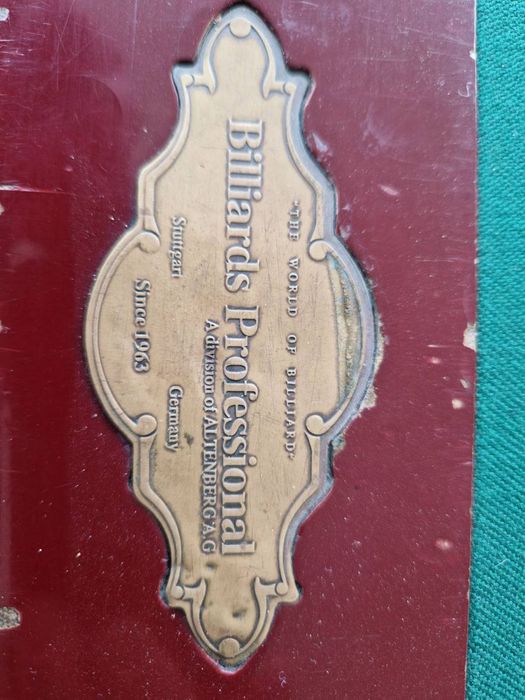 "THE WORLD OF BILLIARD"
Billiards Professional
A division of ALTENBERG A.G
Stuttgart Germany
Since 1963